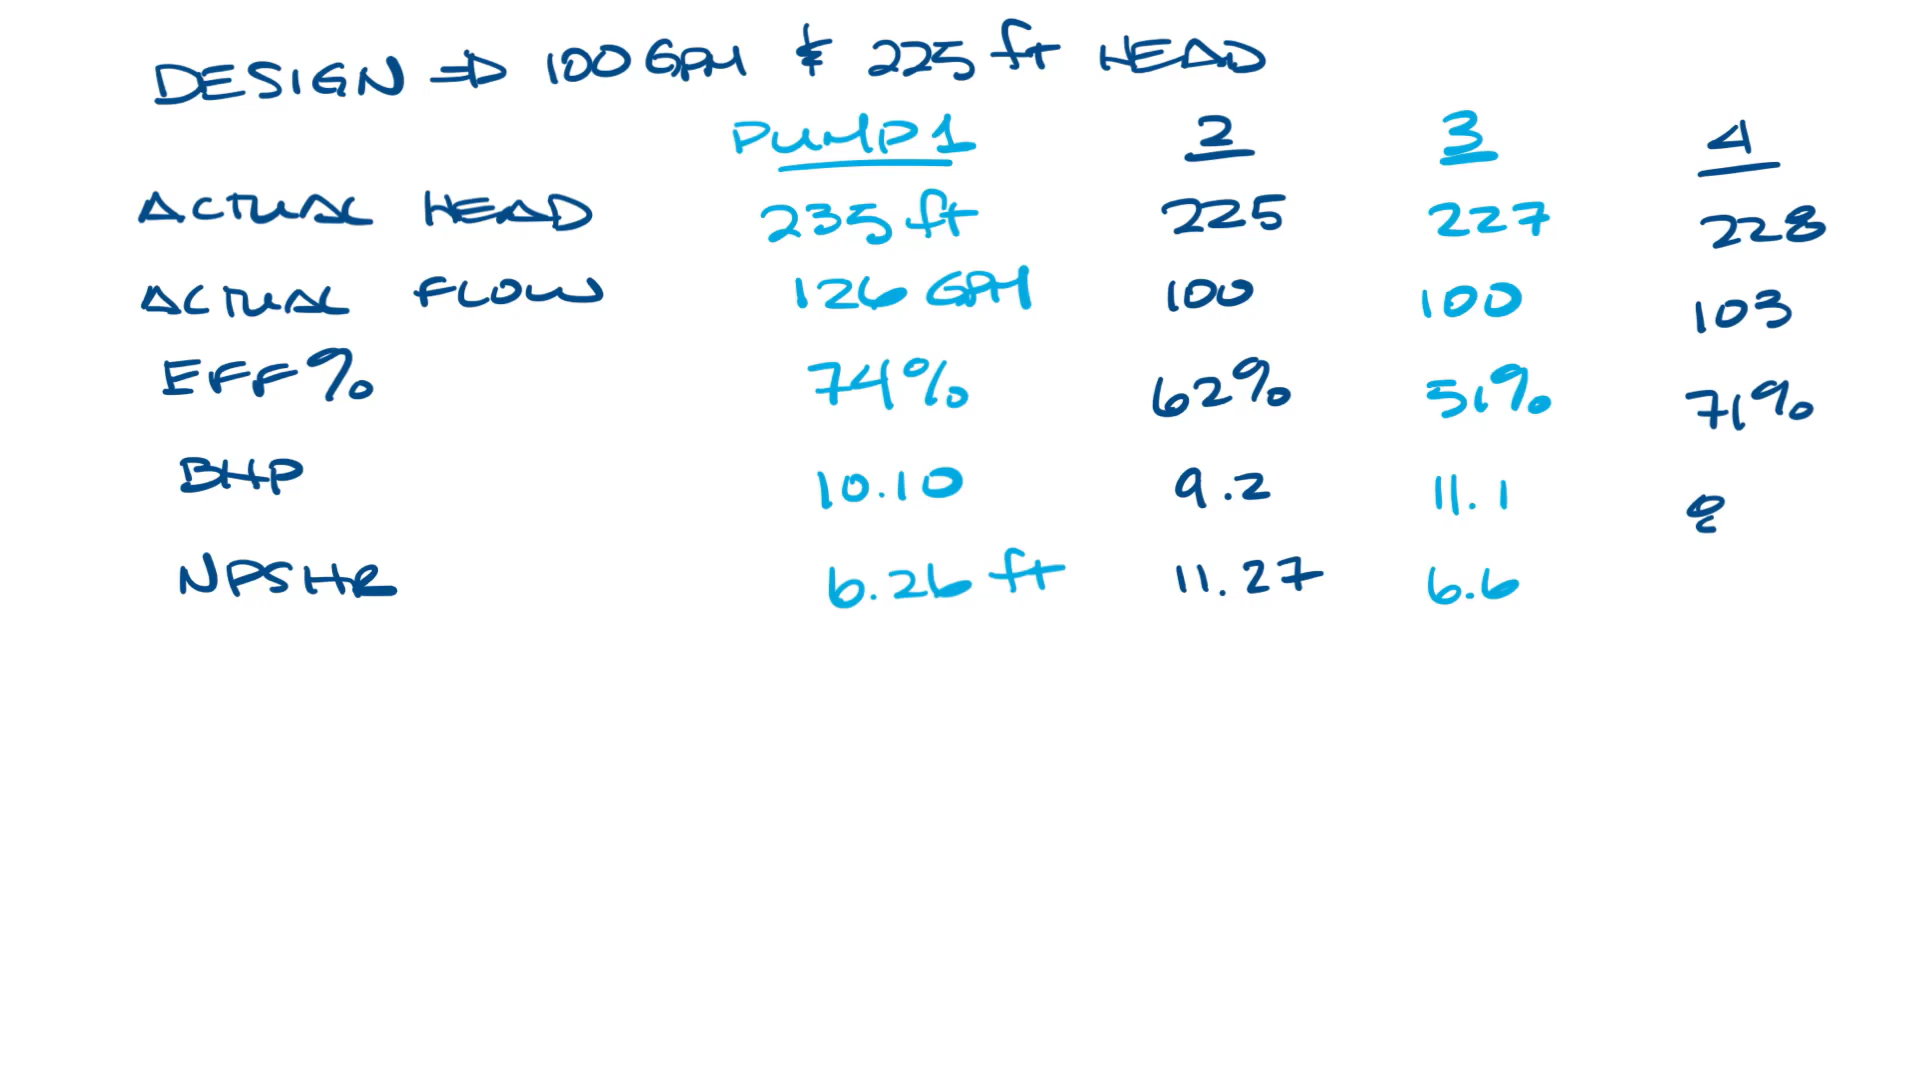 DESIGN ⇒ 100 GPM & 225 ft HEAD
PUMP 1 2 3 4
ACTUAL HEAD 235 ft 225 227 228
ACTUAL FLOW 126 GPM 100 100 103
EFF% 74% 62% 51% 71%
BHP 10.10 9.2 11.1
NPSHR 6.26 ft 11.27 6.6